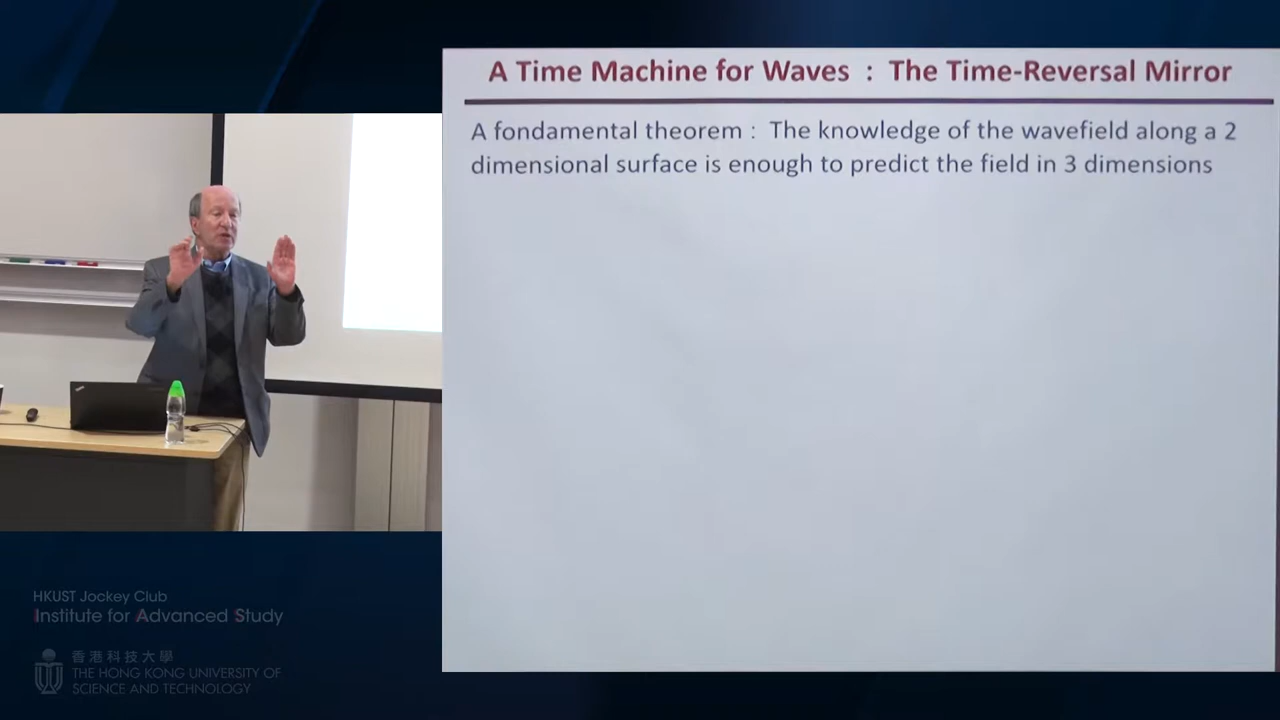 A Time Machine for Waves : The Time-Reversal Mirror
A fondamental theorem : The knowledge of the wavefield along a 2
dimensional surface is enough to predict the field in 3 dimensions
HKUST Jockey Club
Institute for Advanced Study
香港科技大學
THE HONG KONG UNIVERSITY OF
SCIENCE AND TECHNOLOGY